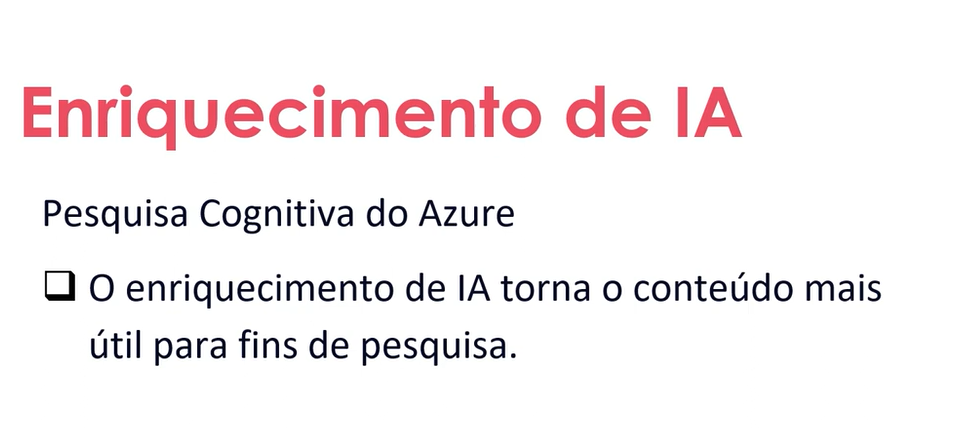 Enriquecimento de IA
Pesquisa Cognitiva do Azure
❑ O enriquecimento de IA torna o conteúdo mais
útil para fins de pesquisa.